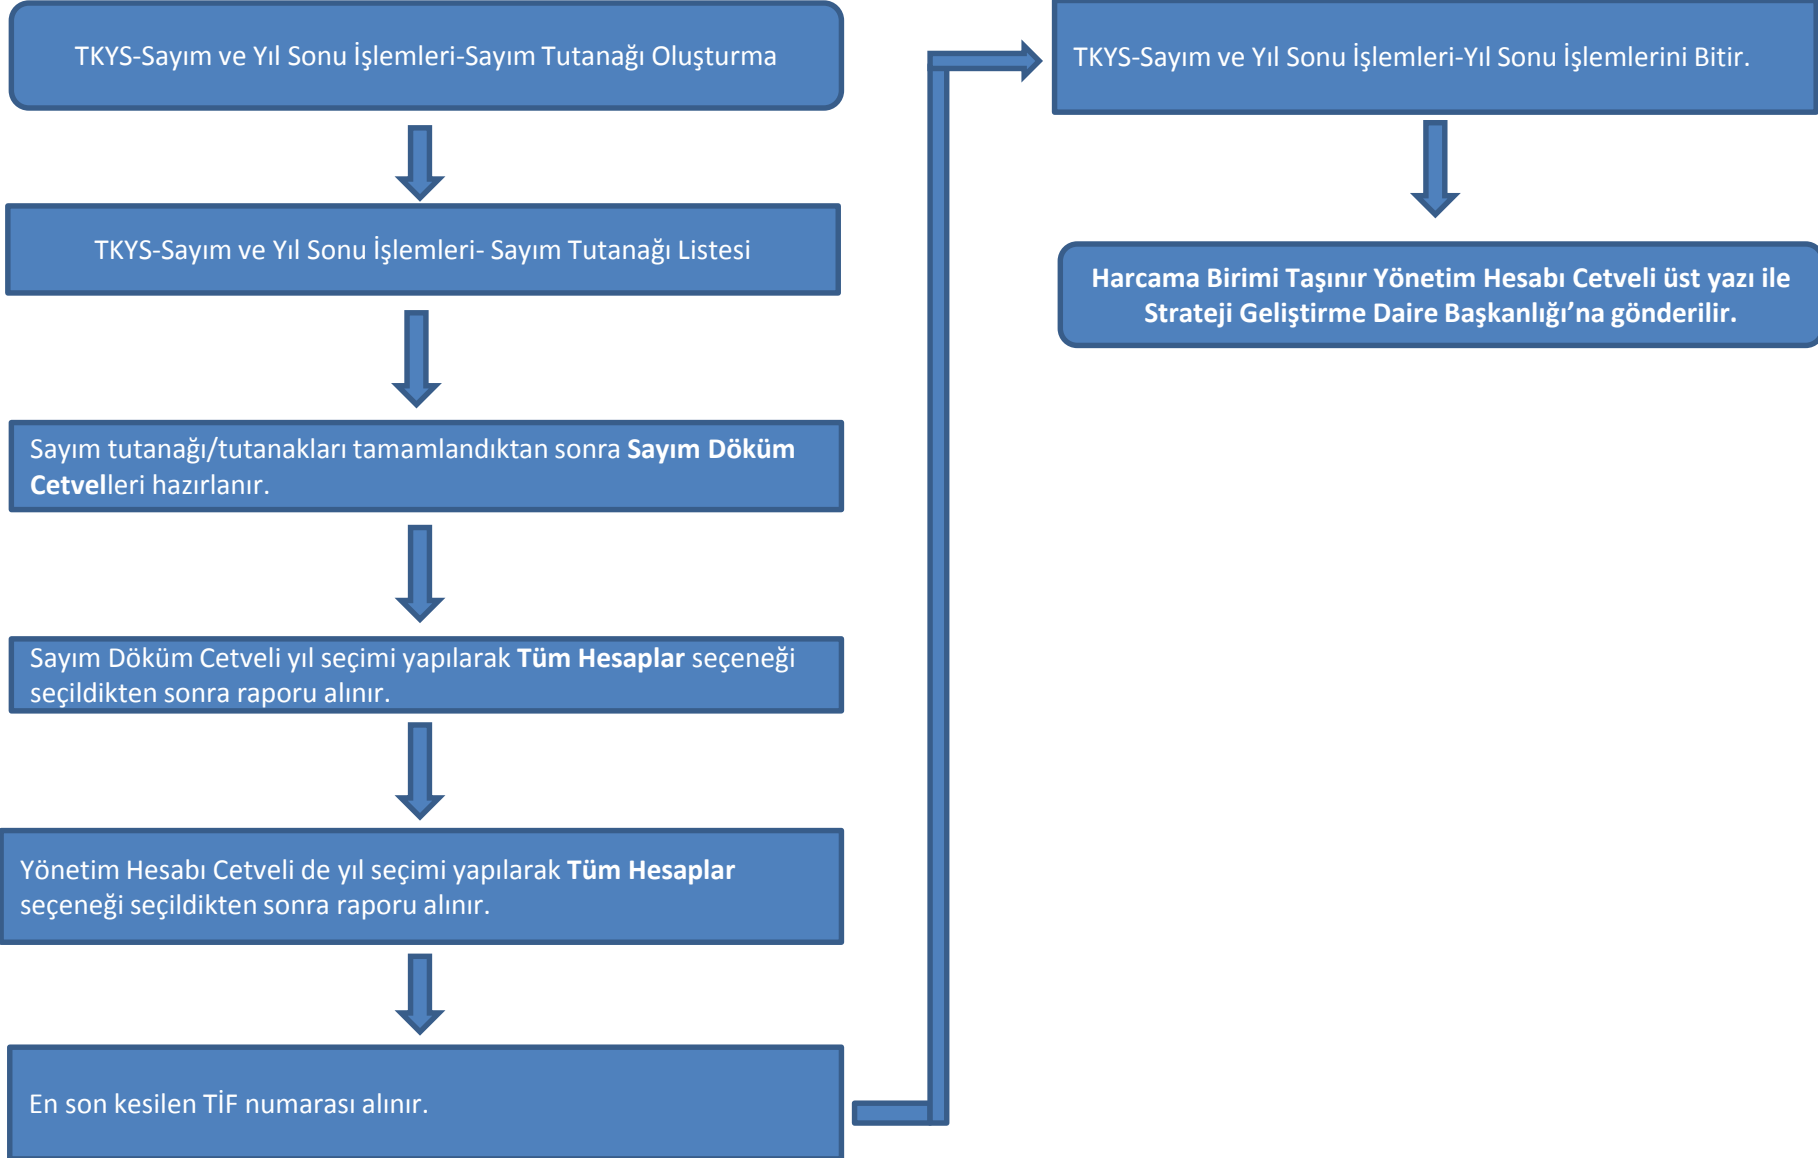 TKYS-Sayım ve Yıl Sonu İşlemleri-Sayım Tutanağı Oluşturma
TKYS-Sayım ve Yıl Sonu İşlemleri- Sayım Tutanağı Listesi
Sayım tutanağı/tutanakları tamamlandıktan sonra Sayım Döküm
Cetvelleri hazırlanır.
Sayım Döküm Cetveli yıl seçimi yapılarak Tüm Hesaplar seçeneği
seçildikten sonra raporu alınır.
Yönetim Hesabı Cetveli de yıl seçimi yapılarak Tüm Hesaplar
seçeneği seçildikten sonra raporu alınır.
En son kesilen TİF numarası alınır.
TKYS-Sayım ve Yıl Sonu İşlemleri-Yıl Sonu İşlemlerini Bitir.
Harcama Birimi Taşınır Yönetim Hesabı Cetveli üst yazı ile
Strateji Geliştirme Daire Başkanlığı’na gönderilir.